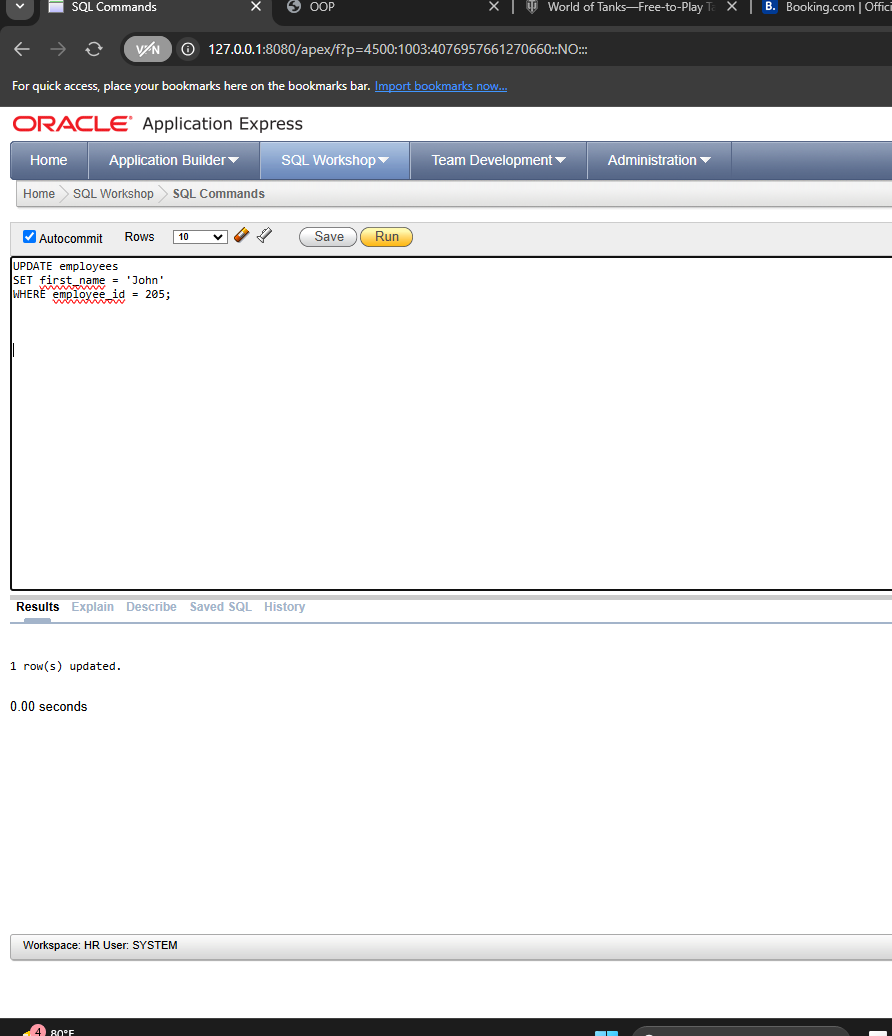 SQL Commands
OOP
World of Tanks—Free-to-Play
B. Booking.com | Offici
VPN
127.0.0.1:8080/apex/f?p=4500:1003:4076957661270660::NO:::
For quick access, place your bookmarks here on the bookmarks bar. Import bookmarks now...
ORACLE Application Express
Home Application Builder SQL Workshop Team Development Administration
Home SQL Workshop SQL Commands
Autocommit Rows 10 Save Run
UPDATE employees
SET first_name = 'John'
WHERE employee_id = 205;
Results Explain Describe Saved SQL History
1 row(s) updated.
0.00 seconds
Workspace: HR User: SYSTEM
4 80°F